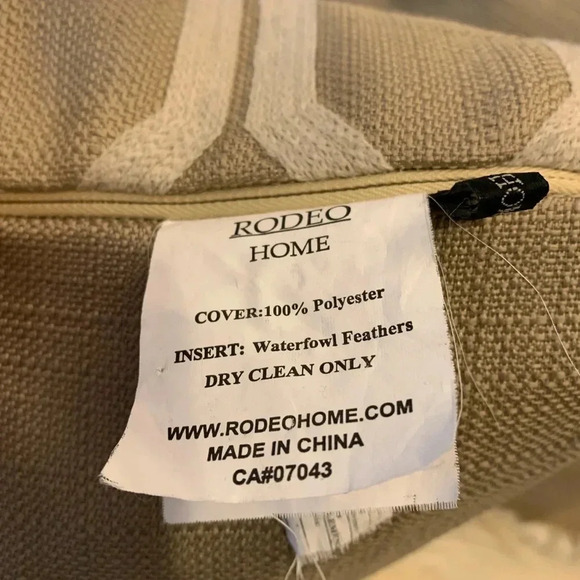 RODEO
HOME
COVER:100% Polyester
INSERT: Waterfowl Feathers
DRY CLEAN ONLY
WWW.RODEOHOME.COM
MADE IN CHINA
CA#07043